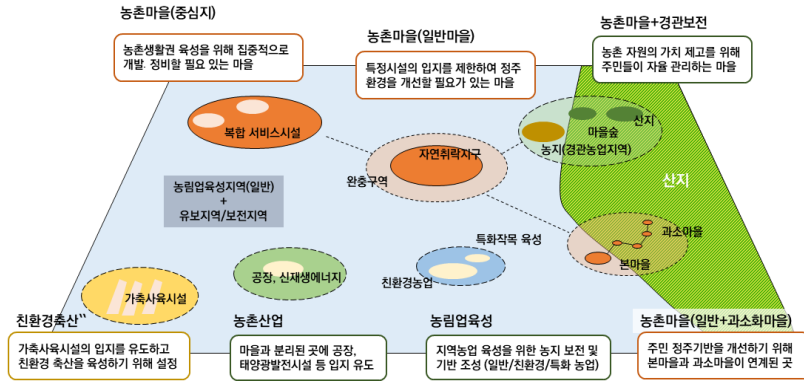 농촌마을(중심지)
농촌생활권 육성을 위해 집중적으로
개발·정비할 필요 있는 마을
농촌마을(일반마을)
특정시설의 입지를 제한하여 정주
환경을 개선할 필요가 있는 마을
농촌마을+경관보전
농촌 자원의 가치 제고를 위해
주민들이 자율 관리하는 마을
복합 서비스시설
자연취락지구
완충구역
산지
마을숲
농지(경관농업지역)
산지
농림업육성지역(일반)
+
유보지역/보전지역
특화작목 육성
친환경농업
과소마을
본마을
공장, 신재생에너지
가축사육시설
친환경축산“
가축사육시설의 입지를 유도하고
친환경 축산을 육성하기 위해 설정
농촌산업
마을과 분리된 곳에 공장,
태양광발전시설 등 입지 유도
농림업육성
지역농업 육성을 위한 농지 보전 및
기반 조성 (일반/친환경/특화 농업)
농촌마을(일반+과소화마을)
주민 정주기반을 개선하기 위해
본마을과 과소마을이 연계된 곳